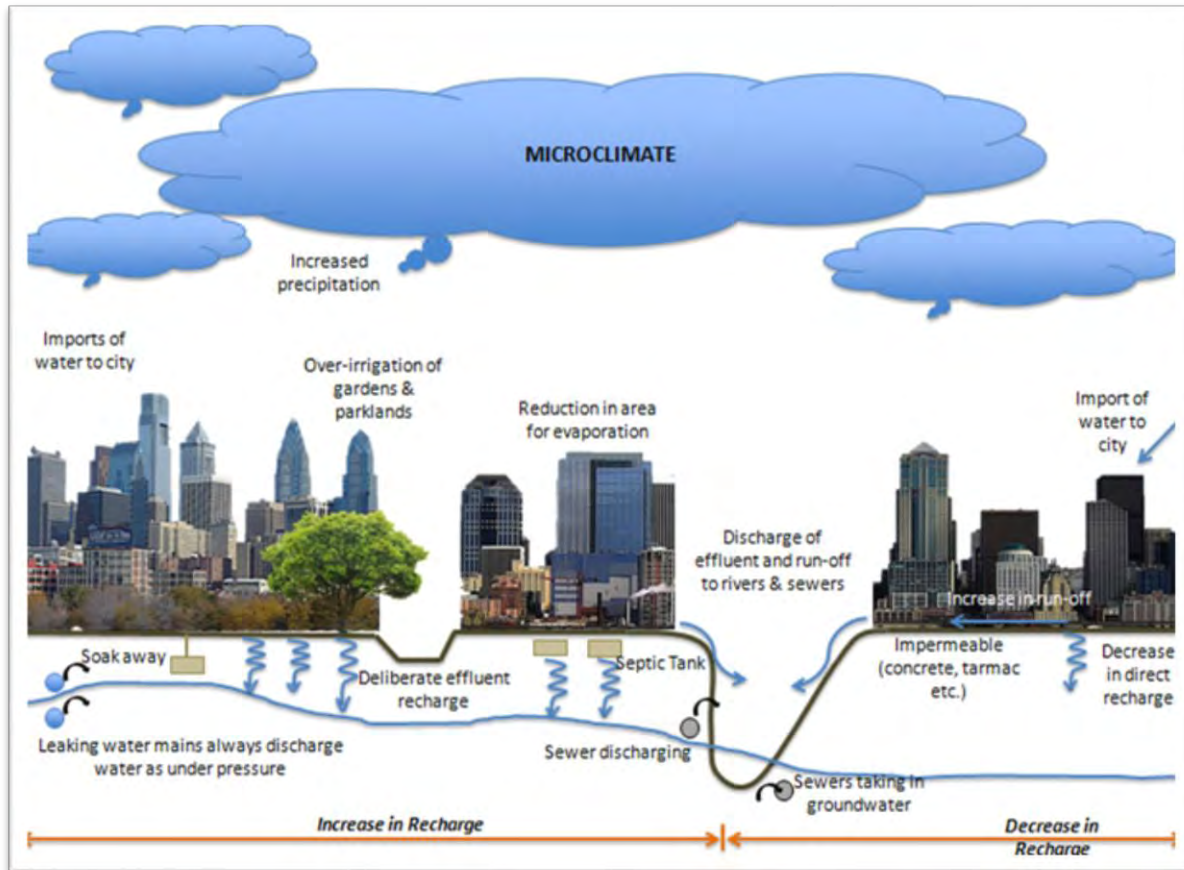 MICROCLIMATE
Increased
precipitation
Imports of
water to city
Over-irrigation of
gardens &
parklands
Reduction in area
for evaporation
Import of
water to
city
Discharge of
effluent and run-off
to rivers & sewers
Increase in run-off
Soak away
Deliberate effluent
recharge
Septic Tank
Impermeable
(concrete, tarmac
etc.)
Decrease
in direct
recharge
Leaking water mains always discharge
water as under pressure
Sewer discharging
Sewers taking in
groundwater
Increase in Recharge
Decrease in
Recharge